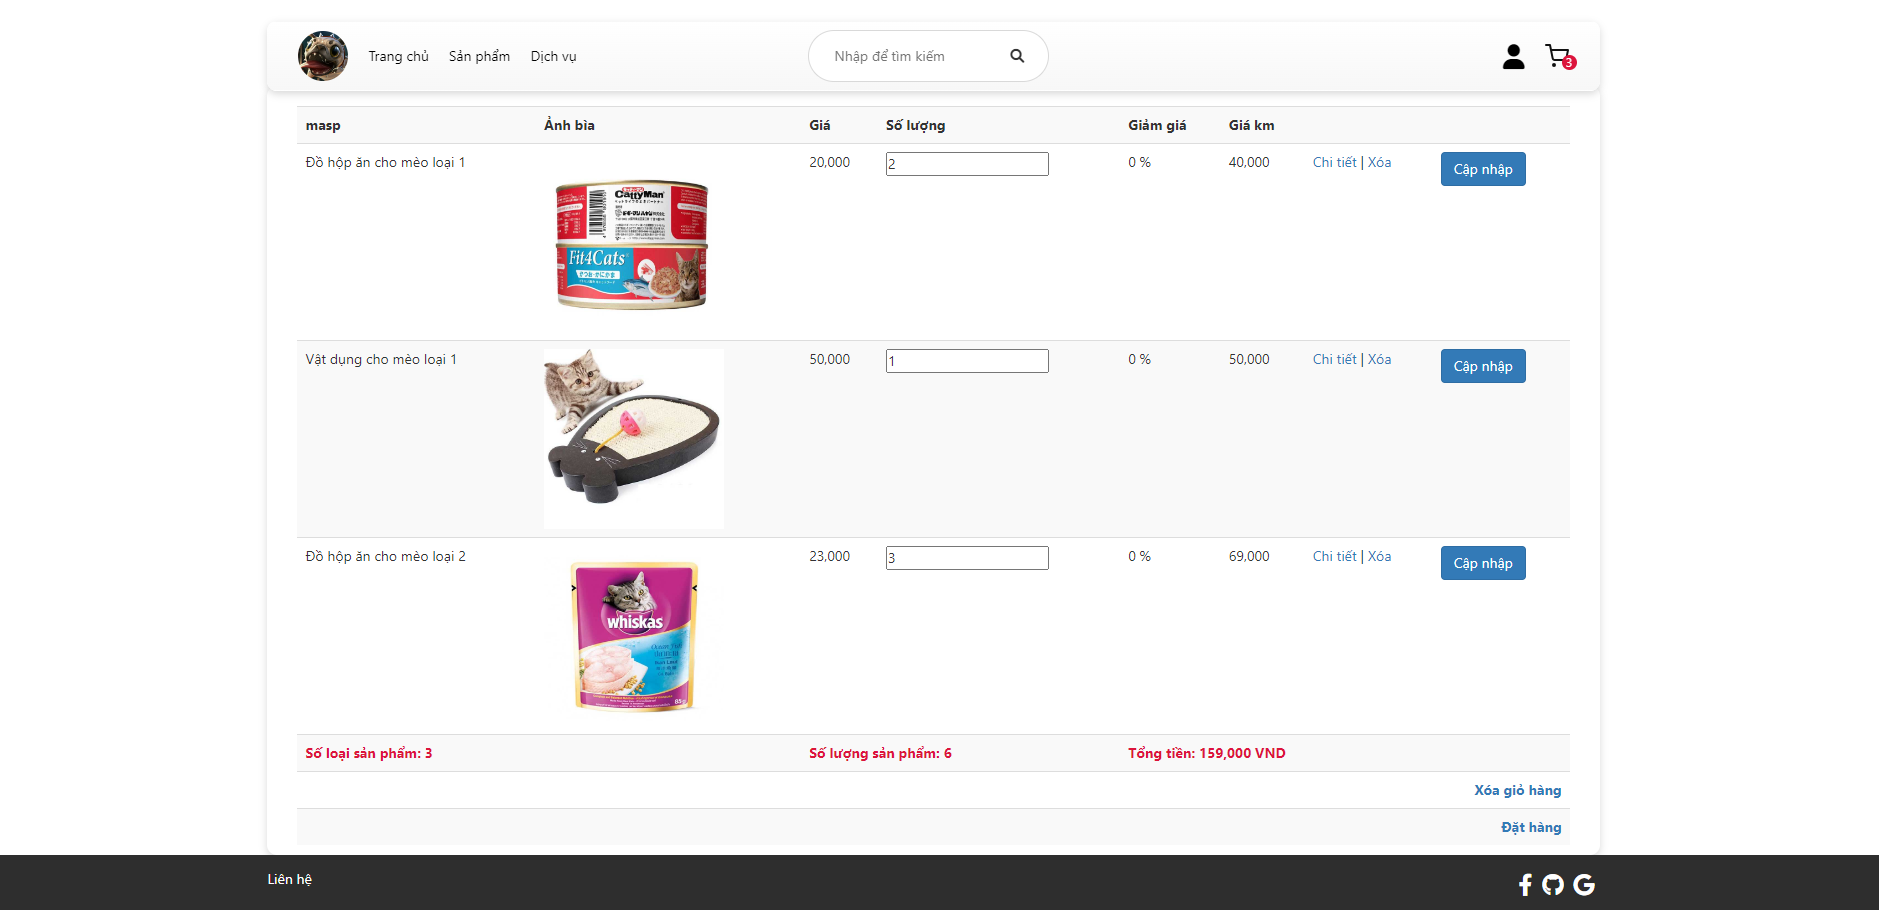 Trang chủ Sản phẩm Dịch vụ Nhập để tìm kiếm 3
masp Ảnh bìa Giá Số lượng Giảm giá Giá km
Đồ hộp ăn cho mèo loại 1 20,000 2 0 % 40,000 Chi tiết | Xóa Cập nhập
CattyMan
Fit4Cats
Vật dụng cho mèo loại 1 50,000 1 0 % 50,000 Chi tiết | Xóa Cập nhập
Đồ hộp ăn cho mèo loại 2 23,000 3 0 % 69,000 Chi tiết | Xóa Cập nhập
whiskas
85g
Số loại sản phẩm: 3 Số lượng sản phẩm: 6 Tổng tiền: 159,000 VND
Xóa giỏ hàng
Đặt hàng
Liên hệ